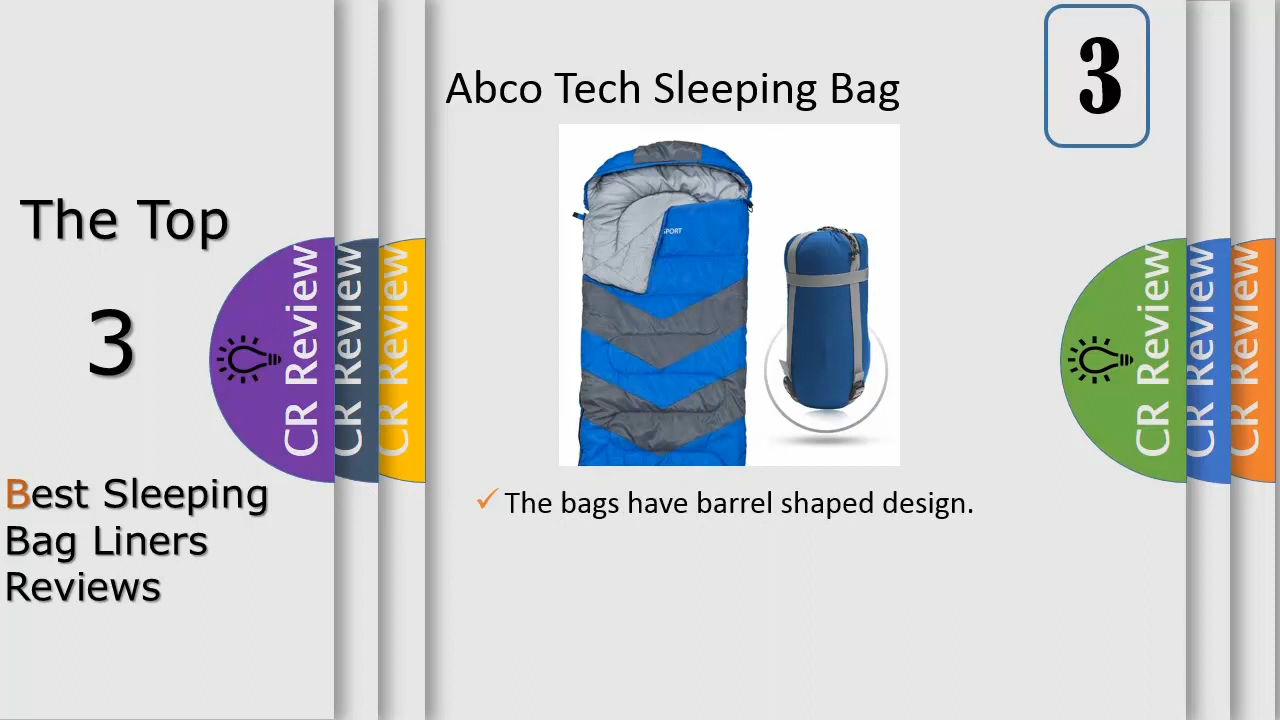 The Top
3
Best Sleeping
Bag Liners
Reviews
CR Review
CR Review
CR Review
Abco Tech Sleeping Bag
3
SPORT
The bags have barrel shaped design.
CR Review
CR Review
CR Review